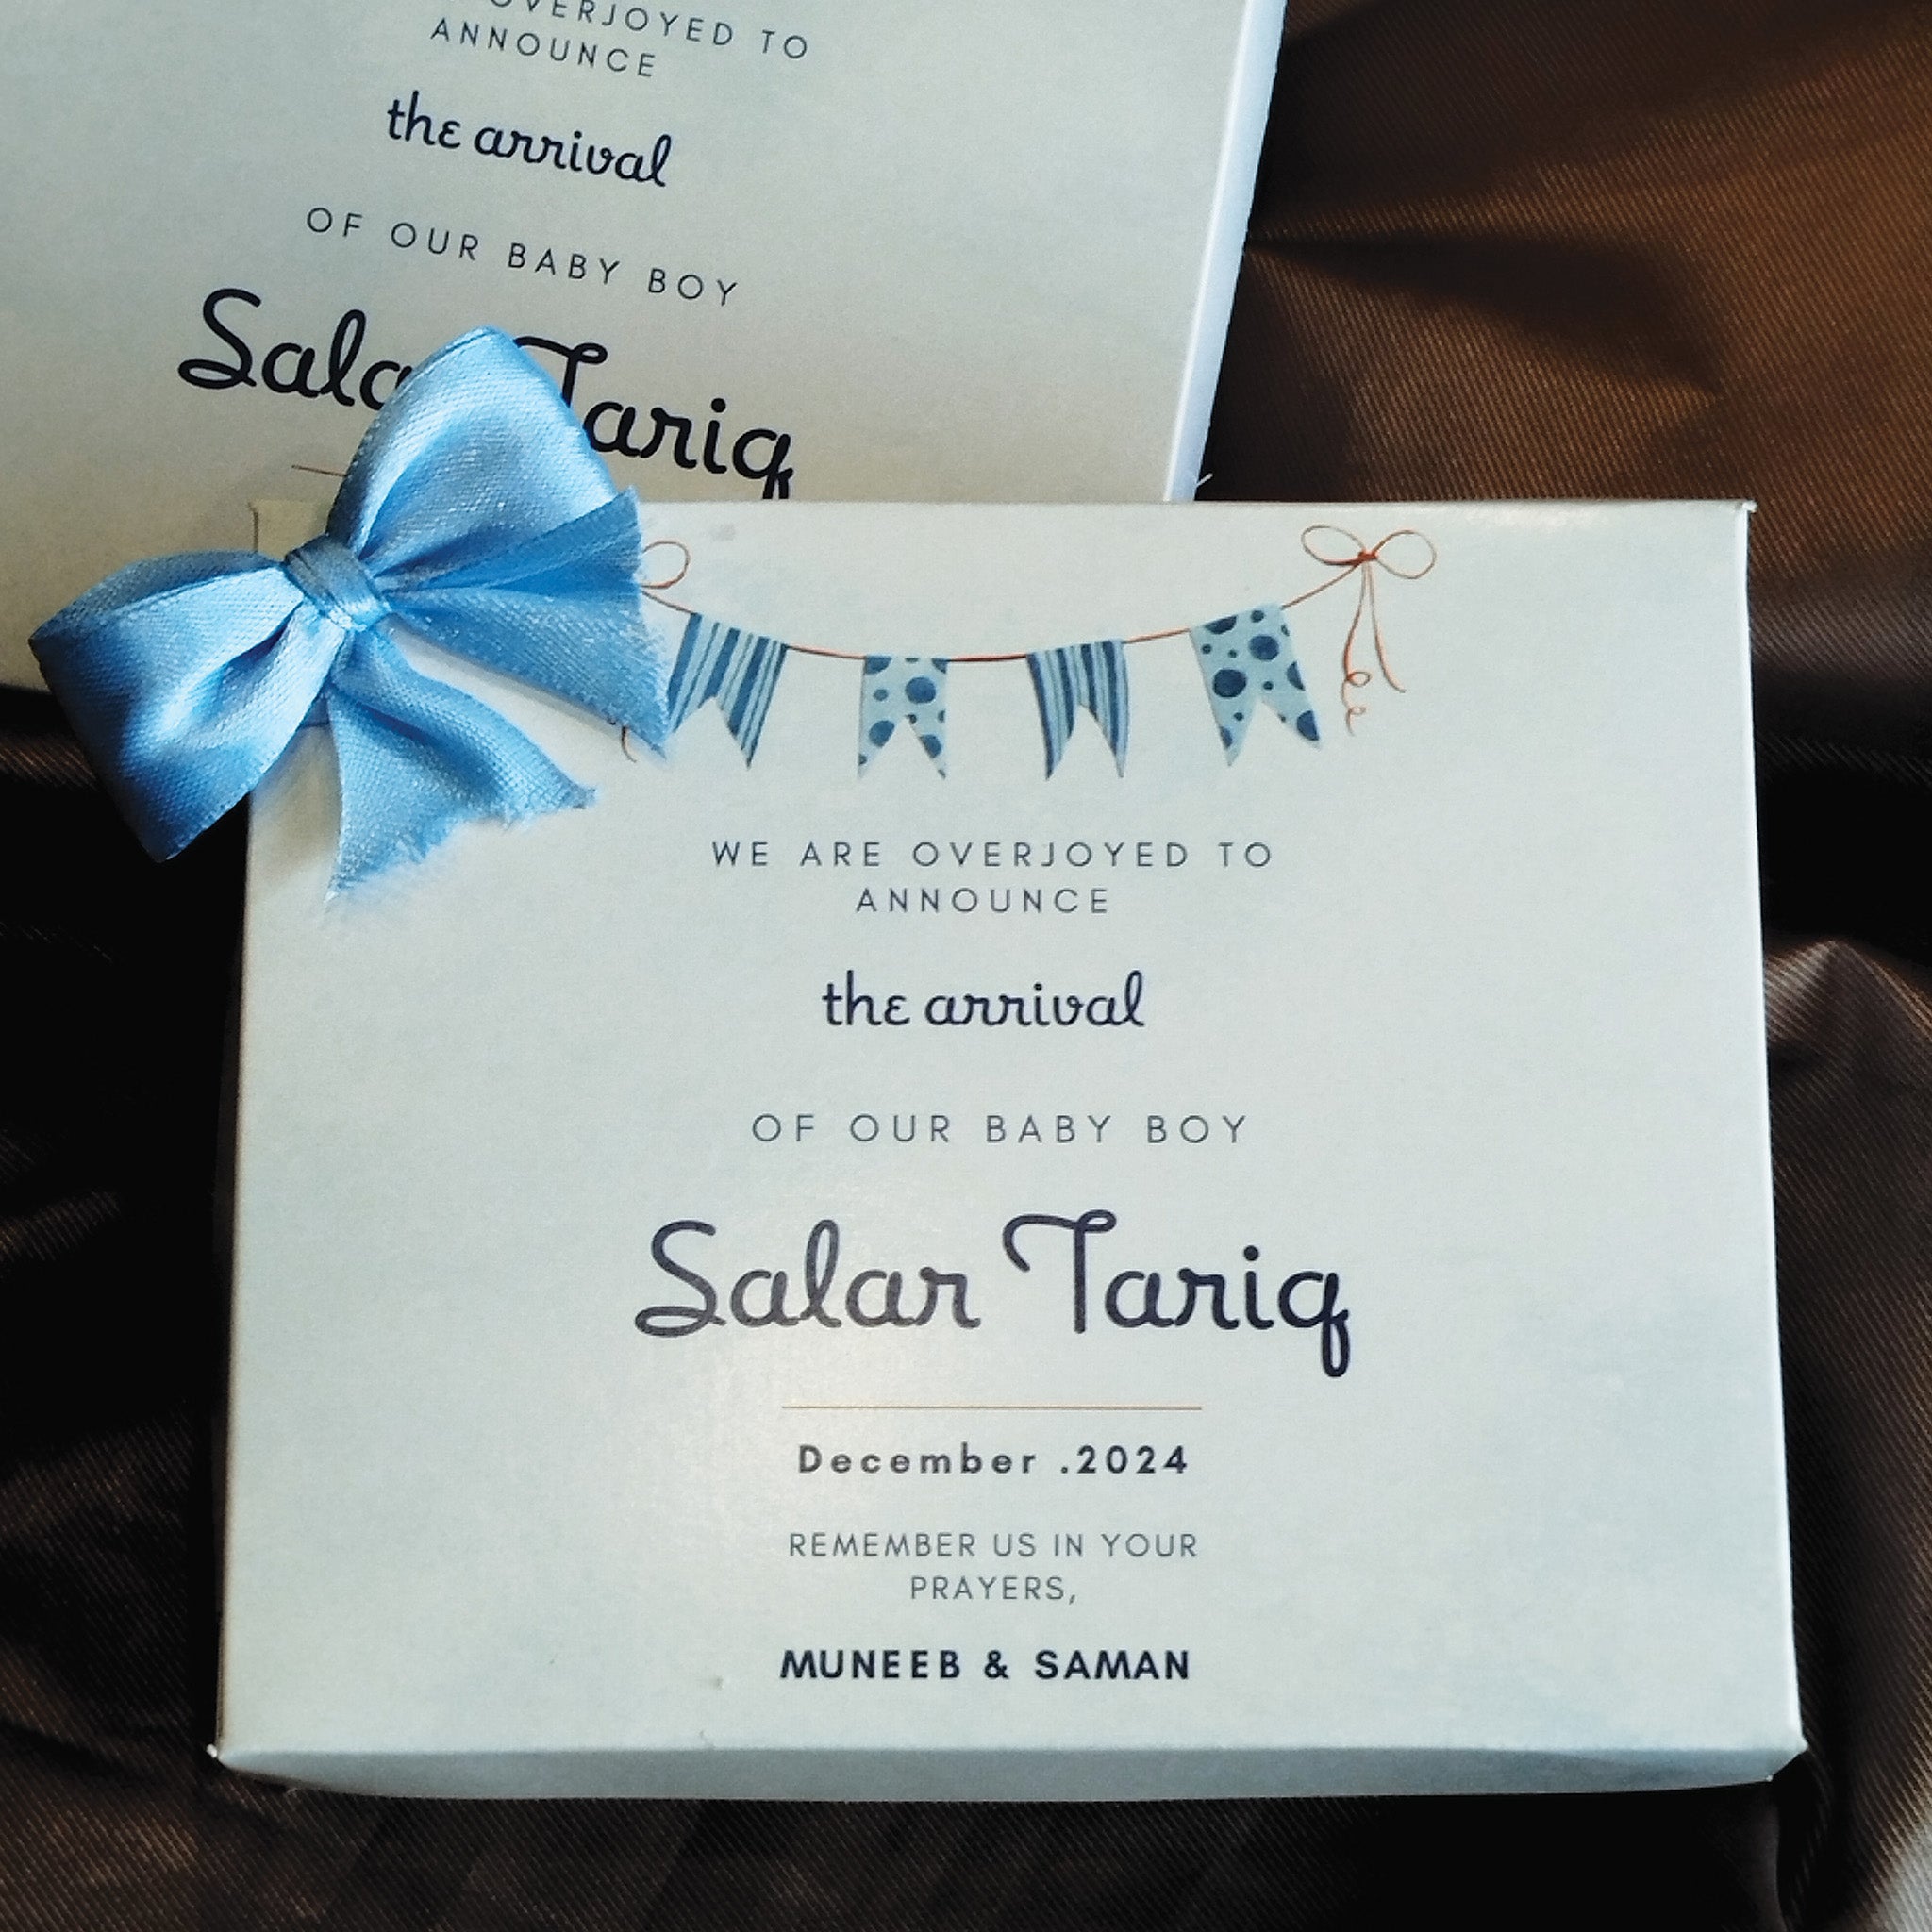 OVERJOYED TO
ANNOUNCE
the arrival
OF OUR BABY BOY
Tariq
WE ARE OVERJOYED TO
ANNOUNCE
the arrival
OF OUR BABY BOY
Salar Tariq
December .2024
REMEMBER US IN YOUR
PRAYERS,
MUNEEB & SAMAN